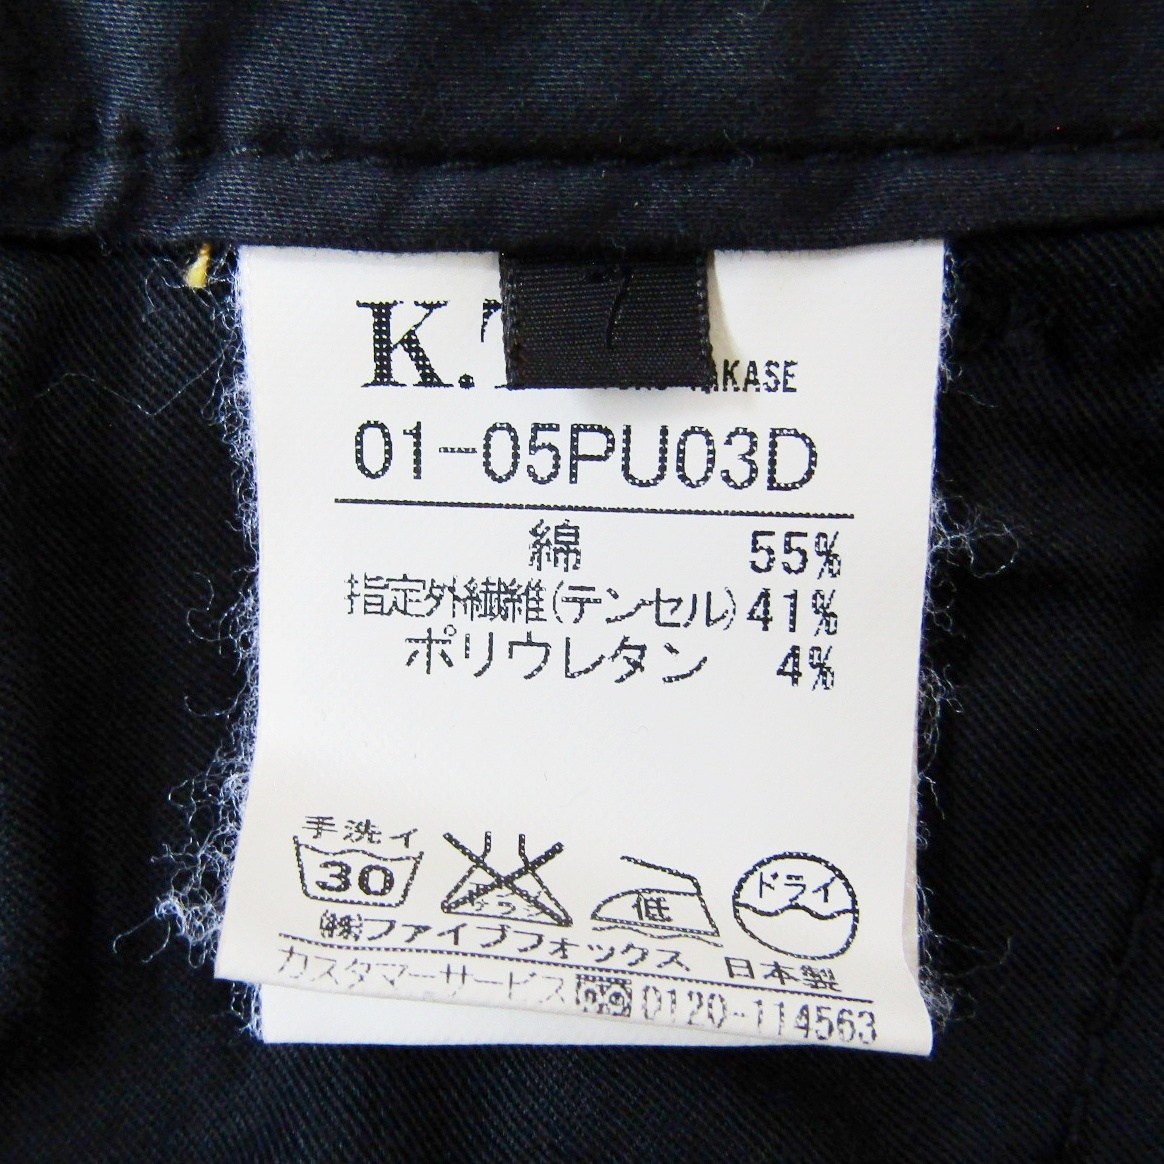 K.T
7
01-05PU03D
綿 55%
指定外繊維(テンセル) 41%
ポリウレタン 4%
手洗イ
30
低
ドライ
㈱ファイブフォックス 日本製
カスタマーサービス 0120-114563